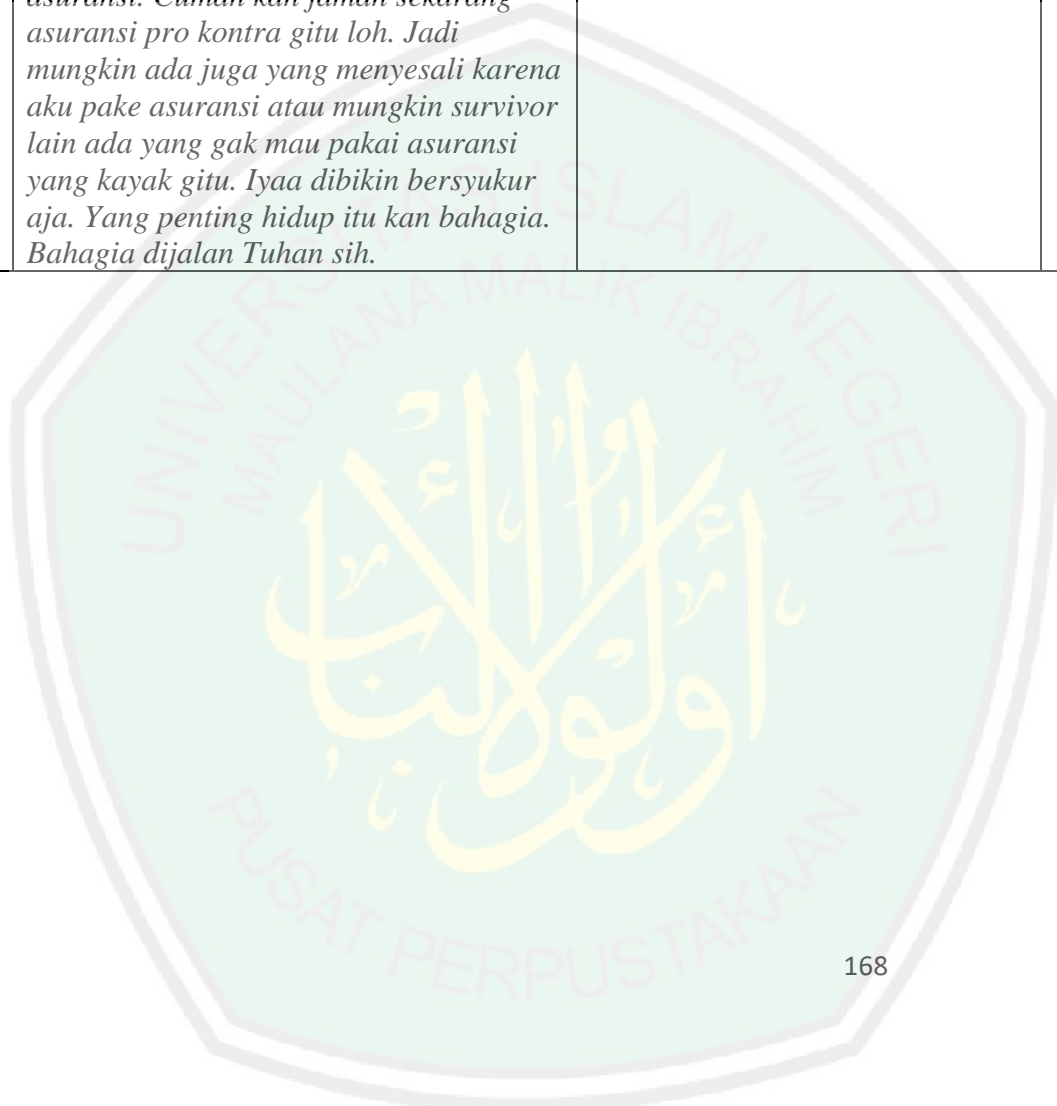 asuransi. Cuman kan jaman sekarang
asuransi pro kontra gitu loh. Jadi
mungkin ada juga yang menyesali karena
aku pake asuransi atau mungkin survivor
lain ada yang gak mau pakai asuransi
yang kayak gitu. Iyaa dibikin bersyukur
aja. Yang penting hidup itu kan bahagia.
Bahagia dijalan Tuhan sih.
UNIVERSITAS ISLAM NEGERI
MAULANA MALIK IBRAHIM
أولوا الألباب
PUSAT PERPUSTAKAAN
168